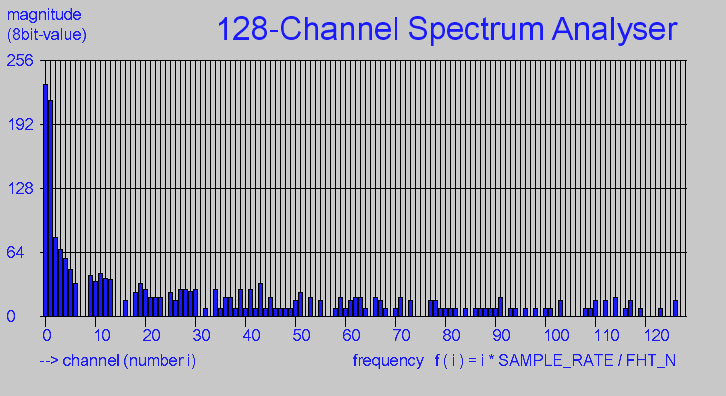 magnitude
(8bit-value)
128-Channel Spectrum Analyser
256
192
128
64
0
0 10 20 30 40 50 60 70 80 90 100 110 120
--> channel (number i)
frequency f ( i ) = i * SAMPLE_RATE / FHT_N